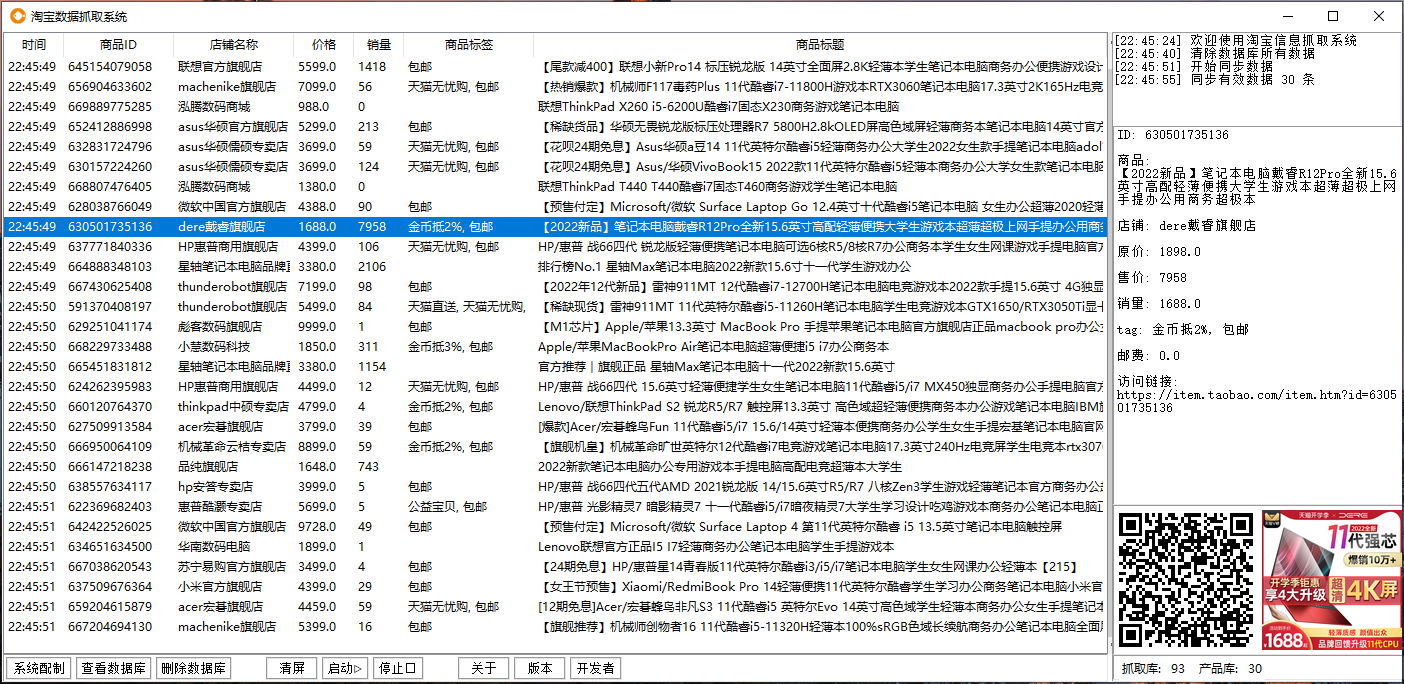 淘宝数据抓取系统
时间 商品ID 店铺名称 价格 销量 商品标签 商品标题
22:45:49 645154079058 联想官方旗舰店 5599.0 1418 包邮 【尾款减400】联想小新Pro14 标压锐龙版 14英寸全面屏2.8K轻薄本学生笔记本电脑商务办公便携游戏设计
22:45:49 656904633602 machenike旗舰店 7099.0 56 天猫无忧购, 包邮 【热销爆款】机械师F117毒药Plus 11代酷睿i7-11800H游戏本RTX3060笔记本电脑17.3英寸2K165Hz电竞
22:45:49 669889775285 泓腾数码商城 988.0 0 联想ThinkPad X260 i5-6200U酷睿i7固态X230商务游戏笔记本电脑
22:45:49 652412886998 asus华硕官方旗舰店 5299.0 213 包邮 【稀缺货品】华硕无畏锐龙版标压处理器R7 5800H2.8kOLED屏高色域屏轻薄商务本笔记本电脑14英寸官方
22:45:49 632831724796 asus华硕儒硕专卖店 3699.0 59 天猫无忧购, 包邮 【花呗24期免息】Asus华硕a豆14 11代英特尔酷睿i5轻薄商务办公大学生2022女生款手提笔记本电脑adol
22:45:49 630157224260 asus华硕儒硕专卖店 3699.0 124 天猫无忧购, 包邮 【花呗24期免息】Asus/华硕VivoBook15 2022款11代英特尔酷睿i5轻薄本商务办公大学女生款笔记本电脑
22:45:49 668807476405 泓腾数码商城 1380.0 0 联想ThinkPad T440 T440酷睿i7固态T460商务游戏学生笔记本电脑
22:45:49 628038766049 微软中国官方旗舰店 4388.0 90 包邮 【预售付定】Microsoft/微软 Surface Laptop Go 12.4英寸十代酷睿i5笔记本电脑 女生办公超薄2020轻薄
22:45:49 630501735136 dere戴睿旗舰店 1688.0 7958 金币抵2%, 包邮 【2022新品】笔记本电脑戴睿R12Pro全新15.6英寸高配轻薄便携大学生游戏本超薄超极上网手提办公用商务
22:45:49 637771840336 HP惠普商用旗舰店 4399.0 106 天猫无忧购, 包邮 HP/惠普 战66四代 锐龙版轻薄便携笔记本电脑可选6核R5/8核R7办公商务本学生女生网课游戏手提电脑官方
22:45:49 664888348103 星轴笔记本电脑品牌直 3380.0 2106 排行榜No.1 星轴Max笔记本电脑2022新款15.6寸十一代学生游戏办公
22:45:49 667430625408 thunderobot旗舰店 7199.0 98 包邮 【2022年12代新品】雷神911MT 12代酷睿i7-12700H笔记本电脑电竞游戏本2022款手提15.6英寸 4G独显
22:45:50 591370408197 thunderobot旗舰店 5499.0 84 天猫直送, 天猫无忧购, 【稀缺现货】雷神911MT 11代英特尔酷睿i5-11260H笔记本电脑学生电竞游戏本GTX1650/RTX3050Ti显卡
22:45:50 629251041174 彪客数码旗舰店 9999.0 1 包邮 【M1芯片】Apple/苹果13.3英寸 MacBook Pro 手提苹果笔记本电脑官方旗舰店正品macbook pro办公
22:45:50 668229733488 小慧数码科技 1850.0 311 金币抵3%, 包邮 Apple/苹果MacBookPro Air笔记本电脑超薄便捷i5 i7办公商务本
22:45:50 665451831812 星轴笔记本电脑品牌直 3380.0 1154 官方推荐｜旗舰正品 星轴Max笔记本电脑十一代2022新款15.6英寸
22:45:50 624262395983 HP惠普商用旗舰店 4499.0 12 天猫无忧购, 包邮 HP/惠普 战66四代 15.6英寸轻薄便捷学生女生笔记本电脑11代酷睿i5/i7 MX450独显商务办公手提电脑官方
22:45:50 660120764370 thinkpad中硕专卖店 4799.0 4 金币抵2%, 包邮 Lenovo/联想ThinkPad S2 锐龙R5/R7 触控屏13.3英寸 高色域超轻薄便携商务本办公游戏笔记本电脑IBM
22:45:50 627509913584 acer宏碁旗舰店 3799.0 39 包邮 [爆款]Acer/宏碁蜂鸟Fun 11代酷睿i5/i7 15.6/14英寸轻薄本便携商务办公学生女生手提宏基笔记本电脑官网
22:45:50 666950064109 机械革命云桔专卖店 8899.0 59 金币抵2%, 包邮 【旗舰机皇】机械革命旷世英特尔12代酷睿i7电竞游戏笔记本电脑17.3英寸240Hz电竞屏学生电竞本rtx307
22:45:50 666147218238 品纯旗舰店 1648.0 743 2022新款笔记本电脑办公专用游戏本手提电脑高配电竞超薄本大学生
22:45:50 638557634117 hp安答专卖店 3999.0 5 包邮 HP/惠普 战66四代五代AMD 2021锐龙版 14/15.6英寸R5/R7 八核Zen3学生游戏轻薄笔记本官方商务办公
22:45:51 622369682403 惠普酷灏专卖店 5699.0 5 公益宝贝, 包邮 HP/惠普 光影精灵7 暗影精灵7 十一代酷睿i5/i7暗夜精灵7大学生学习设计吃鸡游戏本商务办公笔记本电脑
22:45:51 642422526025 微软中国官方旗舰店 9728.0 49 包邮 【预售付定】Microsoft/微软 Surface Laptop 4 第11代英特尔酷睿 i5 13.5英寸笔记本电脑触控屏
22:45:51 634651634500 华南数码电脑 1899.0 1 Lenovo联想官方正品I5 I7轻薄商务办公笔记本电脑学生手提游戏本
22:45:51 667038620543 苏宁易购官方旗舰店 3499.0 4 包邮 【24期免息】HP/惠普星14青春版11代英特尔酷睿i3/i5/i7笔记本电脑学生女生网课办公轻薄本【215】
22:45:51 637509676364 小米官方旗舰店 4399.0 29 包邮 【女王节预售】Xiaomi/RedmiBook Pro 14轻薄便携11代英特尔酷睿学生学习办公商务笔记本电脑小米官
22:45:51 659204615879 acer宏碁旗舰店 4459.0 59 天猫无忧购, 包邮 [12期免息]Acer/宏碁蜂鸟非凡S3 11代酷睿i5 英特尔Evo 14英寸高色域学生轻薄本商务办公女生手提笔记本
22:45:51 667204694130 machenike旗舰店 5399.0 16 包邮 【旗舰推荐】机械师创物者16 11代酷睿i5-11320H轻薄本100%sRGB色域长续航商务办公笔记本电脑全面屏
系统配制 查看数据库 删除数据库 清屏 启动▷ 停止口 关于 版本 开发者
[22:45:24] 欢迎使用淘宝信息抓取系统
[22:45:40] 清除数据库所有数据
[22:45:51] 开始同步数据
[22:45:55] 同步有效数据 30 条
ID: 630501735136
商品:
【2022新品】笔记本电脑戴睿R12Pro全新15.6
英寸高配轻薄便携大学生游戏本超薄超极上网
手提办公用商务超极本
店铺: dere戴睿旗舰店
原价: 1898.0
售价: 7958
销量: 1688.0
tag: 金币抵2%, 包邮
邮费: 0.0
访问链接:
https://item.taobao.com/item.htm?id=6305
01735136
天猫开学季 × DERE
2022全新
11代强芯
爆销10万+
开学季钜惠
享4大升级
超清4K屏
1688元
轻薄质感 颜值出众
品牌回馈升级11代CPU
抓取库: 93 产品库: 30